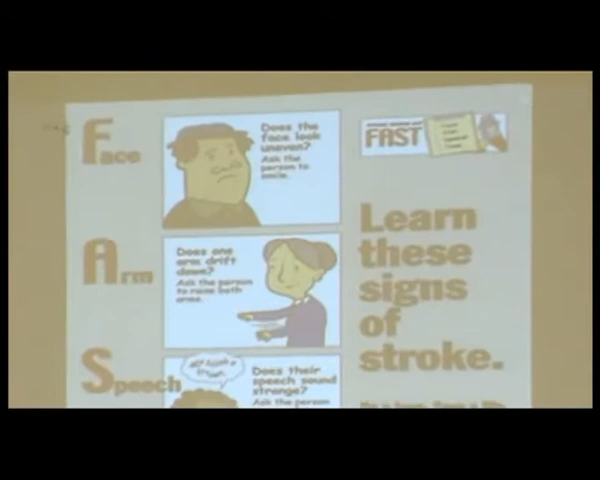 Face
Does the
face look
uneven?
Ask the
person to
smile.
Arm
Does one
arm drift
down?
Ask the person
to raise both
arms.
Speech
Does their
speech sound
strange?
Ask the person
FAST
Learn
these
signs
of
stroke.